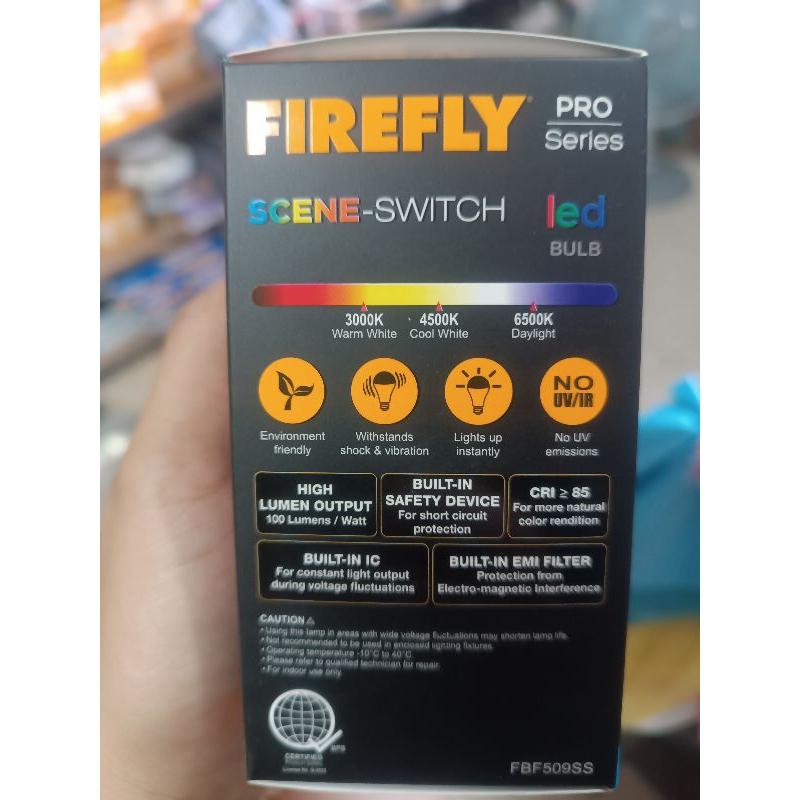 FIREFLY
PRO
Series
SCENE-SWITCH
led
BULB
3000K
Warm White
4500K
Cool White
6500K
Daylight
Environment
friendly
Withstands
shock & vibration
Lights up
instantly
NO
UV/IR
No UV
emissions
HIGH
LUMEN OUTPUT
100 Lumens / Watt
BUILT-IN
SAFETY DEVICE
For short circuit
protection
CRI ≥ 85
For more natural
color rendition
BUILT-IN IC
For constant light output
during voltage fluctuations
BUILT-IN EMI FILTER
Protection from
Electro-magnetic Interference
CAUTION
• Using this lamp in areas with wide voltage fluctuations may shorten lamp life.
• Not recommended to be used in enclosed lighting fixtures.
• Operating temperature -10°C to 40°C.
• Please refer to qualified technician for repair.
• For indoor use only.
BPS
CERTIFIED
Product Safety
FBF509SS